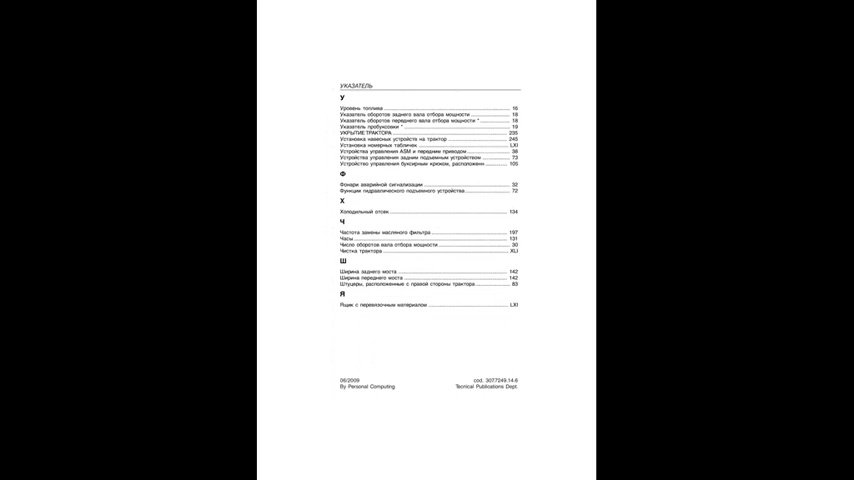 УКАЗАТЕЛЬ
У
Уровень топлива 16
Указатель оборотов заднего вала отбора мощности 18
Указатель оборотов переднего вала отбора мощности * 18
Указатель пробуксовки * 19
УКРЫТИЕ ТРАКТОРА 235
Установка навесных устройств на трактор 245
Установка номерных табличек LXI
Устройства управления ASM и передним приводом 38
Устройства управления задним подъемным устройством 73
Устройство управления буксирным крюком, расположенн 105
Ф
Фонари аварийной сигнализации 32
Функции гидравлического подъемного устройства 72
Х
Холодильный отсек 134
Ч
Частота замены масляного фильтра 197
Часы 131
Число оборотов вала отбора мощности 30
Чистка трактора XLI
Ш
Ширина заднего моста 142
Ширина переднего моста 142
Штуцеры, расположенные с правой стороны трактора 83
Я
Ящик с перевязочным материалом LXI
06/2009 cod. 3077249.14.6
By Personal Computing Tecnical Publications Dept.